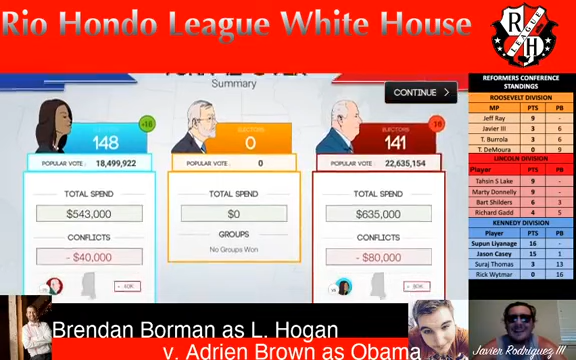 Rio Hondo League White House
R
H
LEAGUE
TURN 12 OVER
Summary
CONTINUE
+16
ELECTORS
148
POPULAR VOTE: 18,499,922
TOTAL SPEND
$543,000
CONFLICTS
- $40,000
ELECTORS
0
POPULAR VOTE: 0
TOTAL SPEND
$0
GROUPS
No Groups Won
16
ELECTORS
141
POPULAR VOTE: 22,635,154
TOTAL SPEND
$635,000
CONFLICTS
- $80,000
REFORMERS CONFERENCE
STANDINGS
ROOSEVELT DIVISION
MP PTS PB
Jeff Ray 9 -
Javier III 3 6
T. Burrola 3 6
T. DeMoura 0 9
LINCOLN DIVISION
Player PTS PB
Tahsin S Lake 9 -
Marty Donnelly 9 -
Bart Shilders 6 3
Richard Gadd 4 5
KENNEDY DIVISION
Player PTS PB
Supun Liyanage 16 -
Jason Casey 15 1
Suraj Thomas 3 13
Rick Wytmar 0 16
Brendan Borman as L. Hogan
v. Adrien Brown as Obama
Javier Rodriguez III